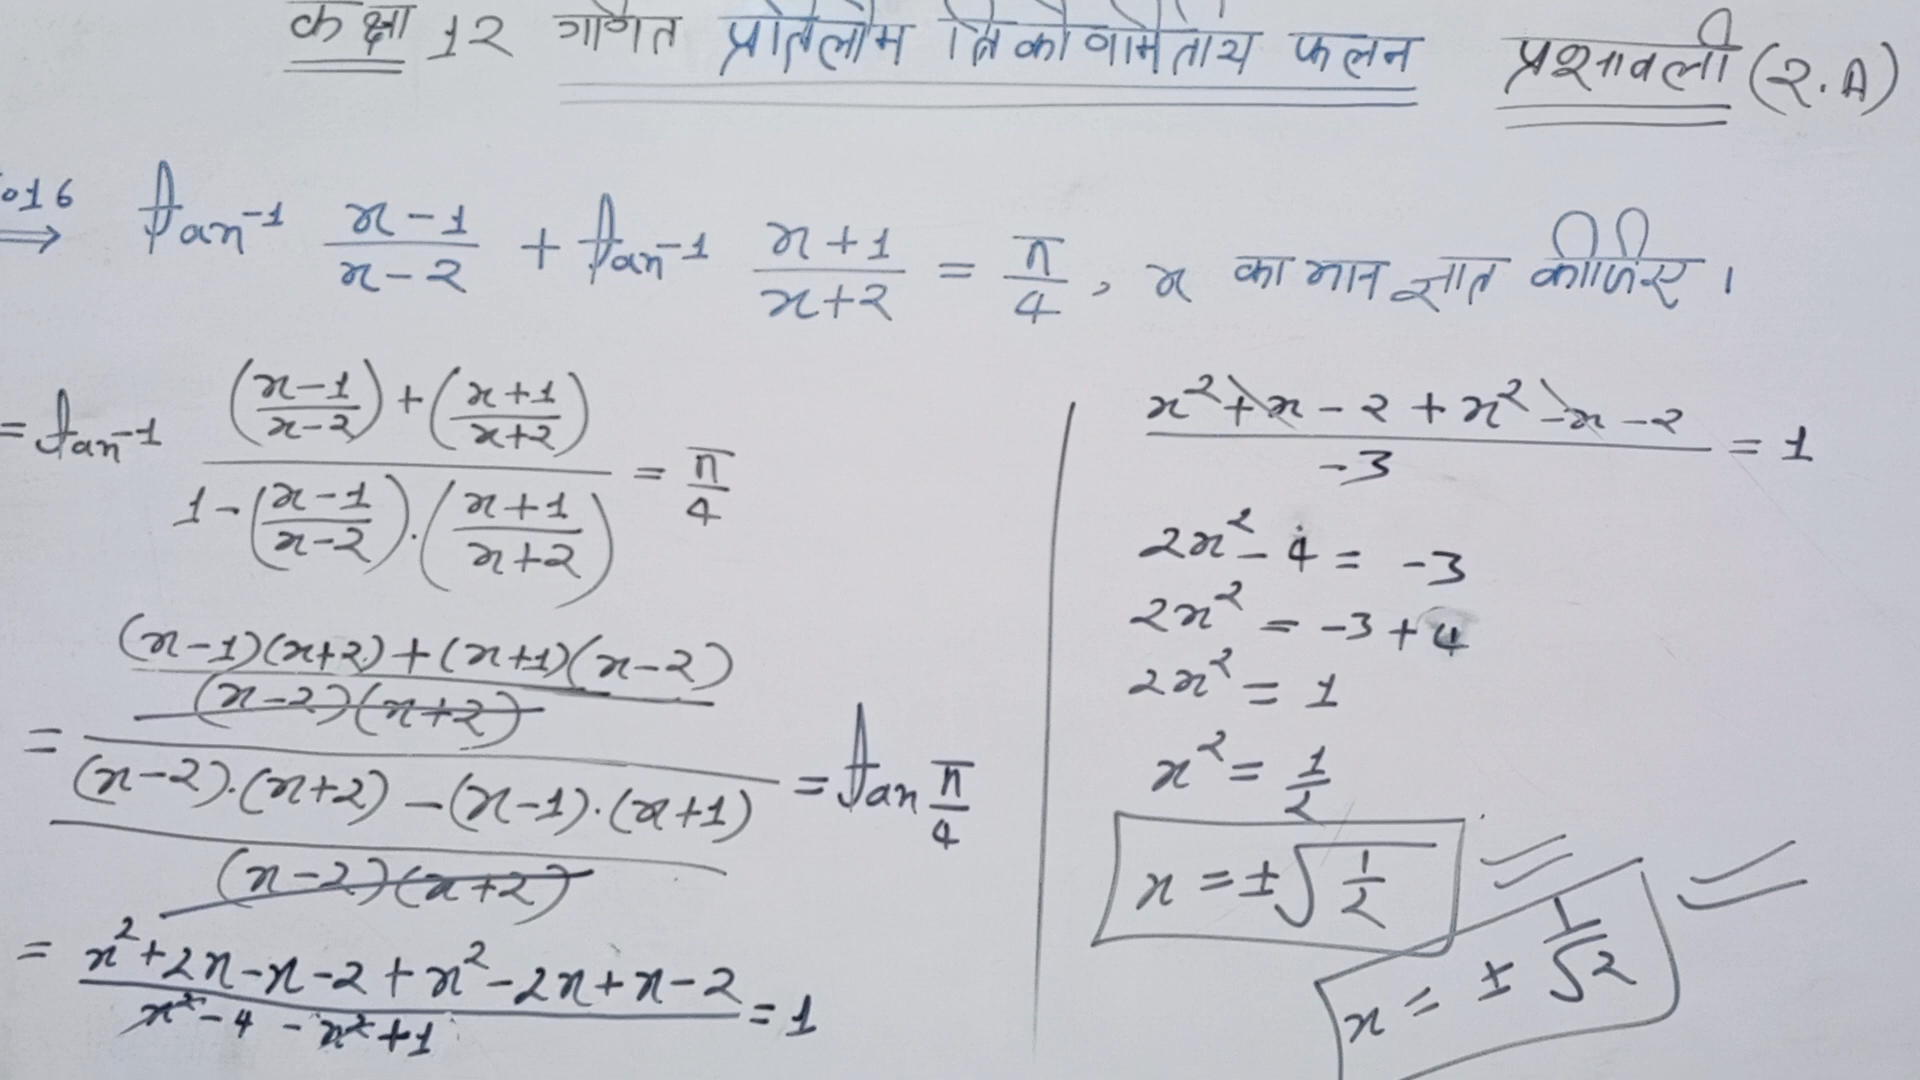 कक्षा 12 गणित प्रतिलोम त्रिकोणमितीय फलन प्रश्नावली (2.A)
016 ⇒ tan⁻¹ (x-1)/(x-2) + tan⁻¹ (x+1)/(x+2) = π/4, x का मान ज्ञात कीजिए।
= tan⁻¹ [((x-1)/(x-2)) + ((x+1)/(x+2))] / [1-((x-1)/(x-2)).((x+1)/(x+2))] = π/4
= [((x-1)(x+2)+(x+1)(x-2)) / ((x-2)(x+2))] / [((x-2).(x+2)-(x-1).(x+1)) / ((x-2)(x+2))] = tan π/4
= (x²+2x-x-2+x²-2x+x-2) / (x²-4-x²+1) = 1
(x²+x-2+x²-x-2) / -3 = 1
2x²-4 = -3
2x² = -3+4
2x² = 1
x² = 1/2
x = ±√(1/2)
x = ± 1/√2